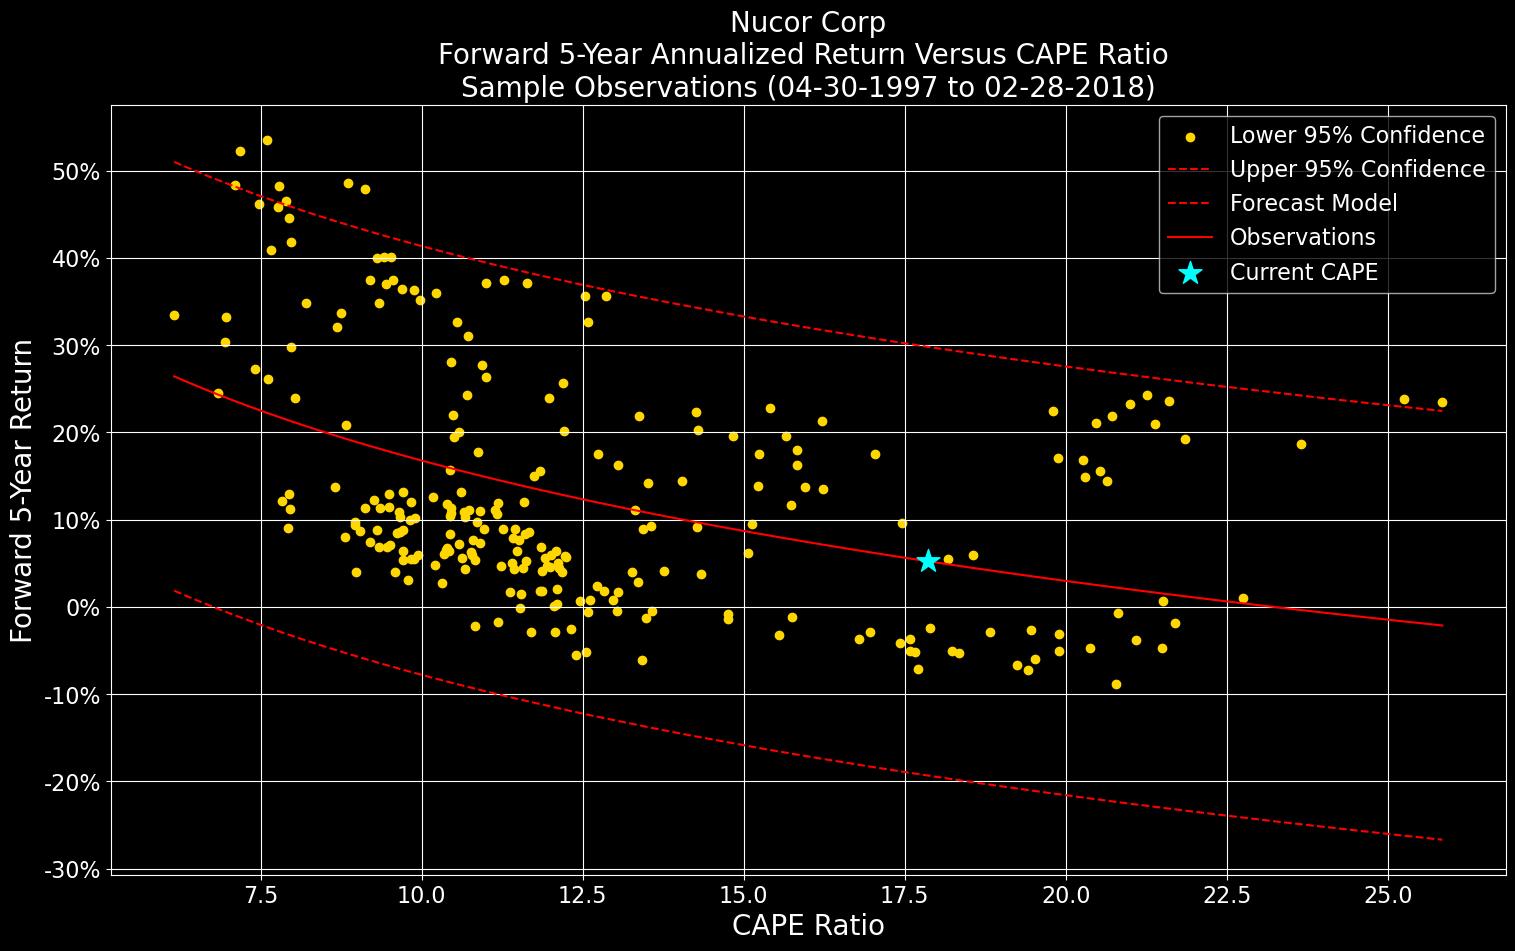 Nucor Corp
Forward 5-Year Annualized Return Versus CAPE Ratio
Sample Observations (04-30-1997 to 02-28-2018)
Lower 95% Confidence
Upper 95% Confidence
Forecast Model
Observations
Current CAPE
Forward 5-Year Return
50%
40%
30%
20%
10%
0%
-10%
-20%
-30%
7.5
10.0
12.5
15.0
17.5
20.0
22.5
25.0
CAPE Ratio